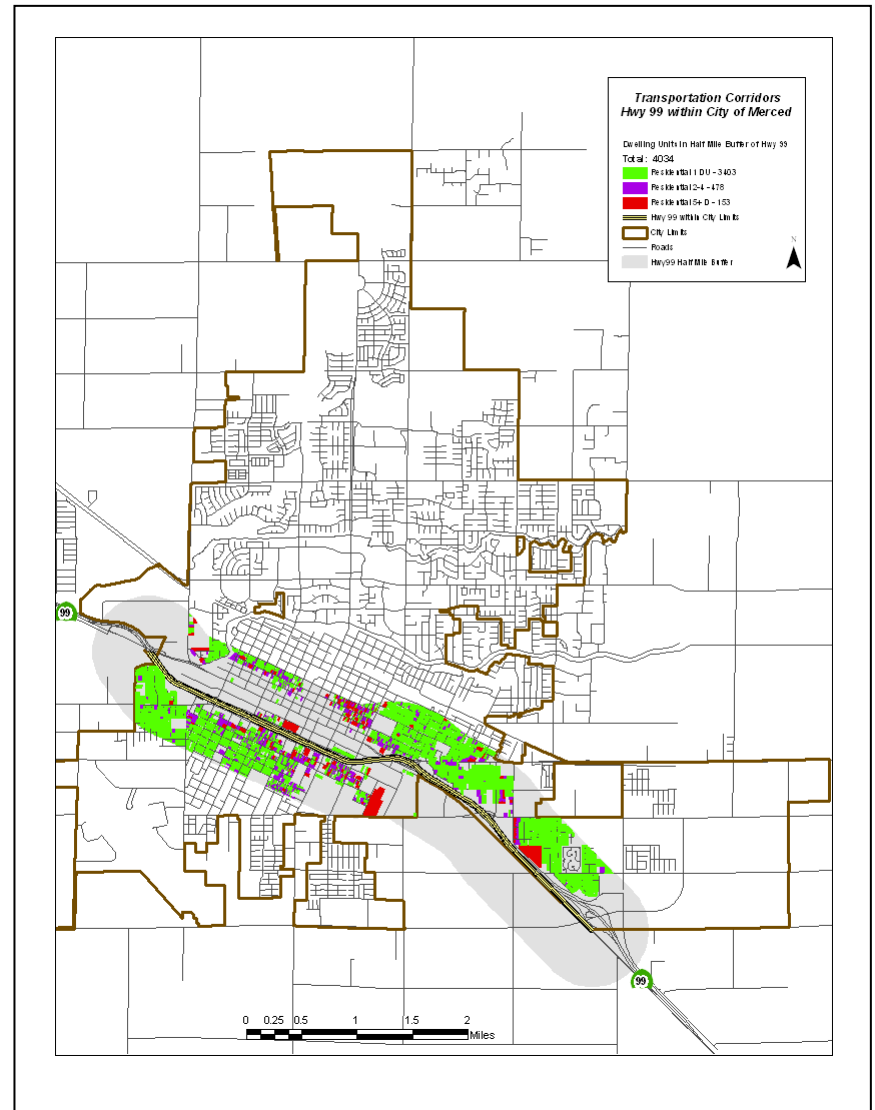 Transportation Corridors
Hwy 99 within City of Merced
Dwelling Units in Half Mile Buffer of Hwy 99
Total: 4034
Residential 1 DU - 3403
Residential 2-4 - 478
Residential 5+ D - 153
Hwy 99 within City Limits
City Limits
Roads
Hwy99 Half Mile Buffer
N
99
99
0 0.25 0.5 1 1.5 2
Miles